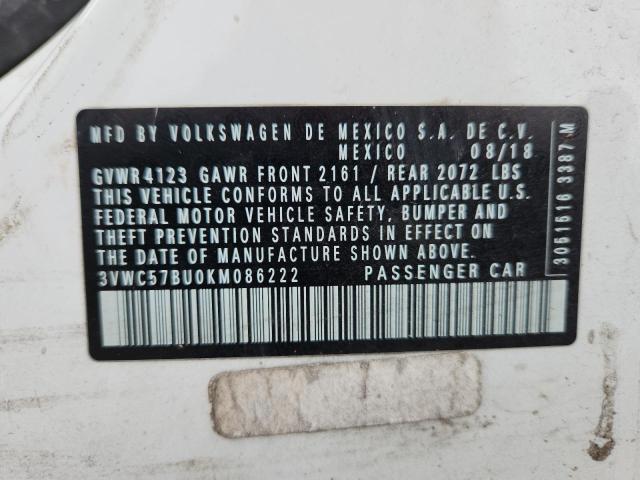 MFD BY VOLKSWAGEN DE MEXICO S.A. DE C.V.
MEXICO 08/18
GVWR4123 GAWR FRONT 2161 / REAR 2072 LBS
THIS VEHICLE CONFORMS TO ALL APPLICABLE U.S.
FEDERAL MOTOR VEHICLE SAFETY, BUMPER AND
THEFT PREVENTION STANDARDS IN EFFECT ON
THE DATE OF MANUFACTURE SHOWN ABOVE.
3VWC57BU0KM086222 PASSENGER CAR
3051516 3387 M